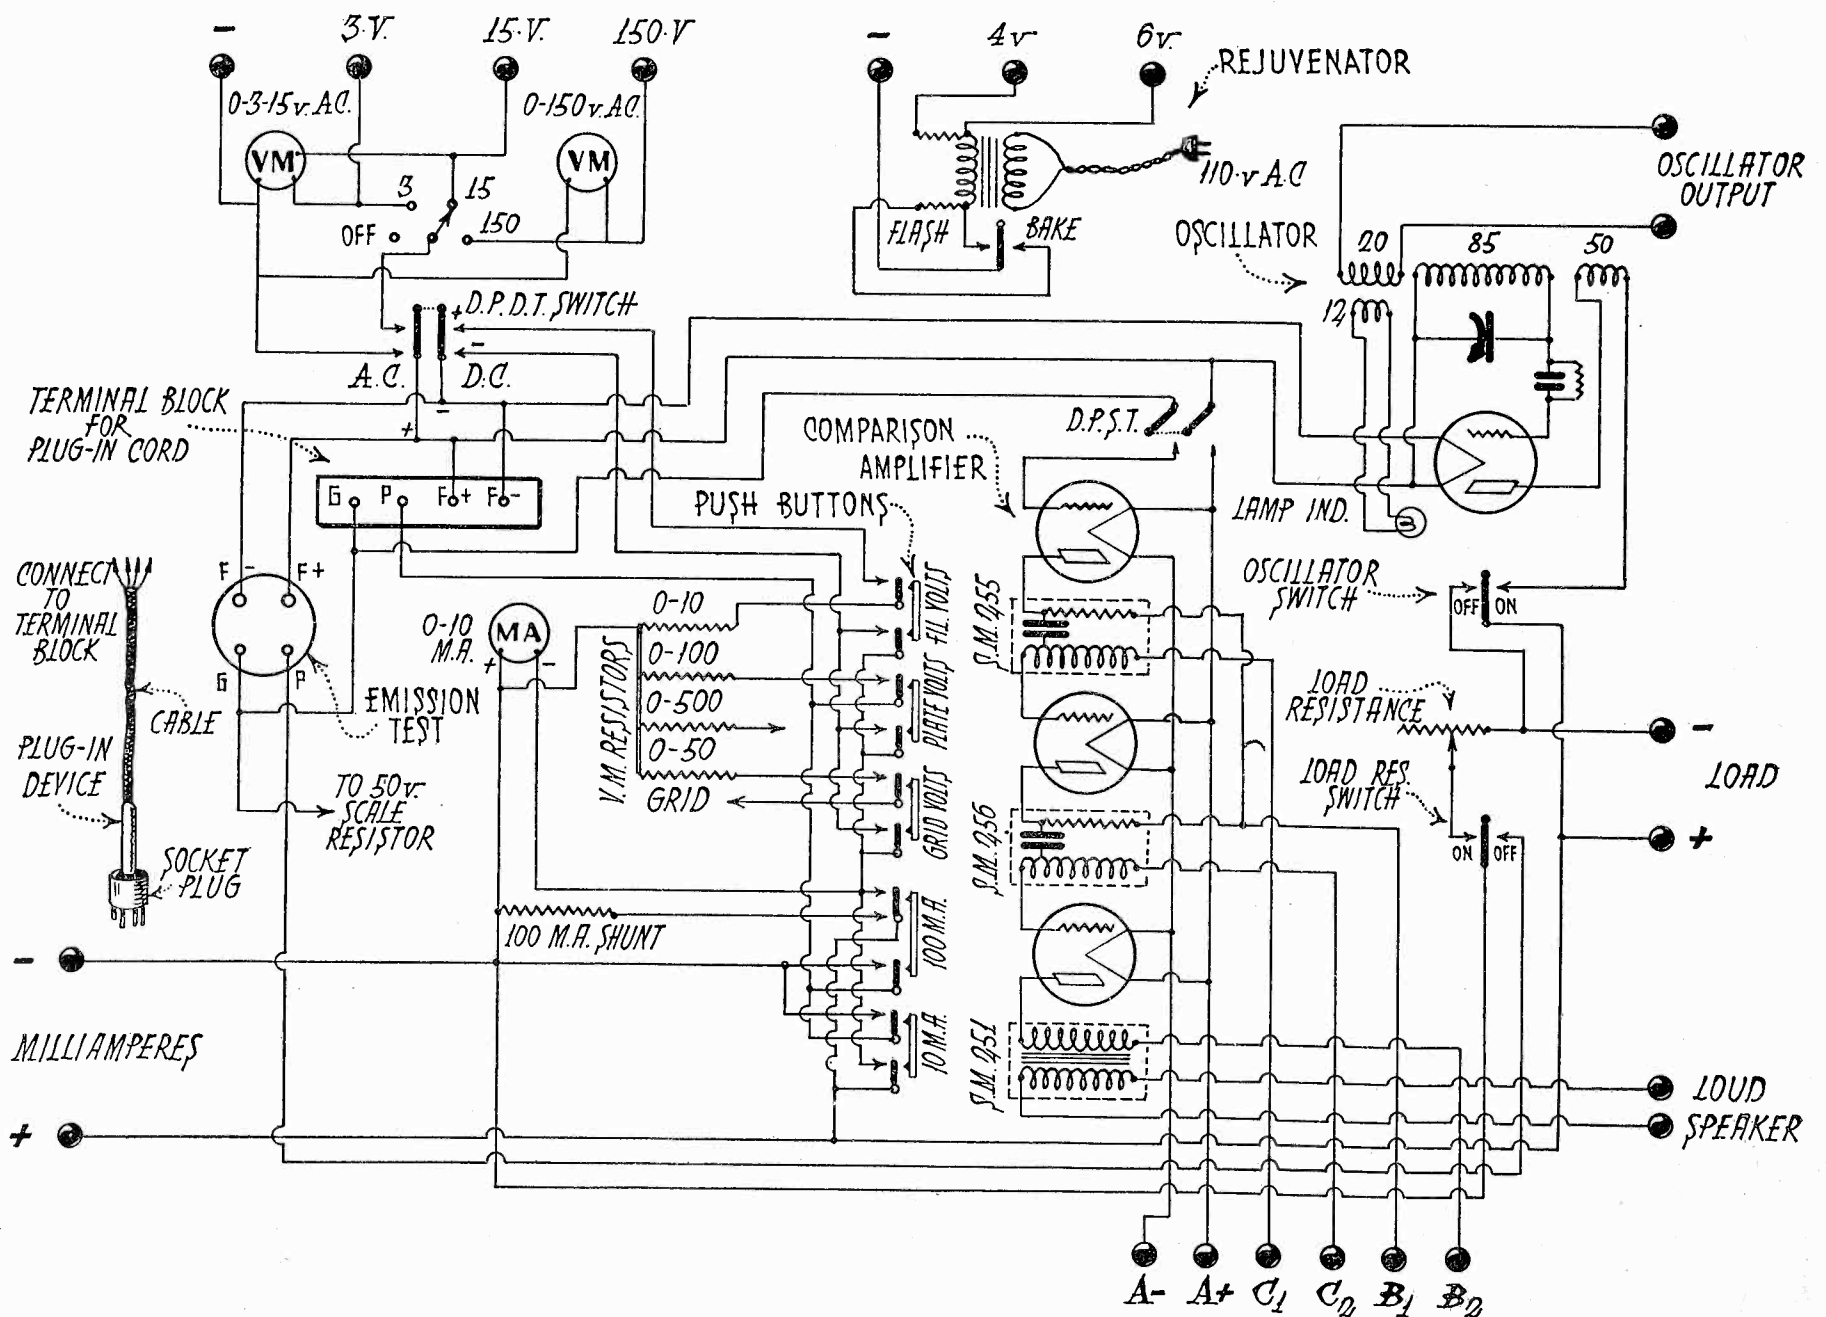 - 3.V. 15.V. 150.V
- 4v 6v.
REJUVENATOR
0-3-15v. A.C.
0-150v. A.C.
VM
VM
110.v A.C
OSCILLATOR
OUTPUT
3
15
150
OFF
FLASH
BAKE
OSCILLATOR
20
85
50
12
D.P.D.T. SWITCH
+
-
A.C.
D.C.
-
+
TERMINAL BLOCK
FOR
PLUG-IN CORD
COMPARISON
AMPLIFIER
D.P.S.T.
G P F+ F-
PUSH BUTTONS
LAMP IND.
CONNECT
TO
TERMINAL
BLOCK
F - F+
G P
EMISSION
TEST
CABLE
PLUG-IN
DEVICE
SOCKET
PLUG
TO 50v.
SCALE
RESISTOR
0-10
M.A.
MA
+ -
V.M. RESISTORS
0-10
0-100
0-500
0-50
GRID
FIL. VOLTS
PLATE VOLTS
GRID VOLTS
100 M.A.
10 M.A.
100 M.A. SHUNT
S.M. 255
S.M. 256
S.M. 251
OSCILLATOR
SWITCH
OFF ON
LOAD
RESISTANCE
LOAD RES.
SWITCH
ON OFF
-
LOAD
+
-
MILLIAMPERES
+
LOUD
SPEAKER
A- A+ C1 C2 B1 B2